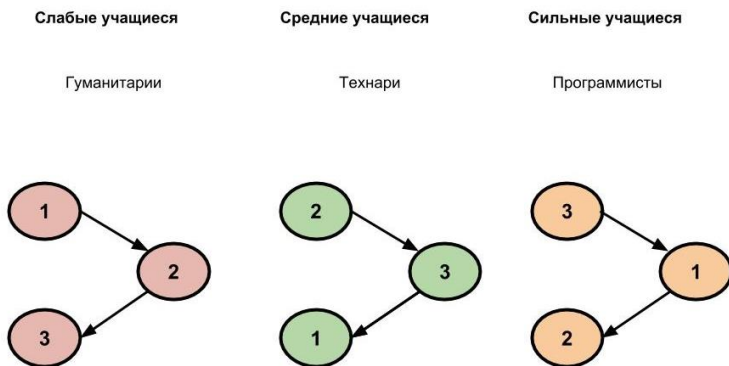 Слабые учащиеся
Средние учащиеся
Сильные учащиеся
Гуманитарии
Технари
Программисты
1
2
3
2
3
1
3
1
2